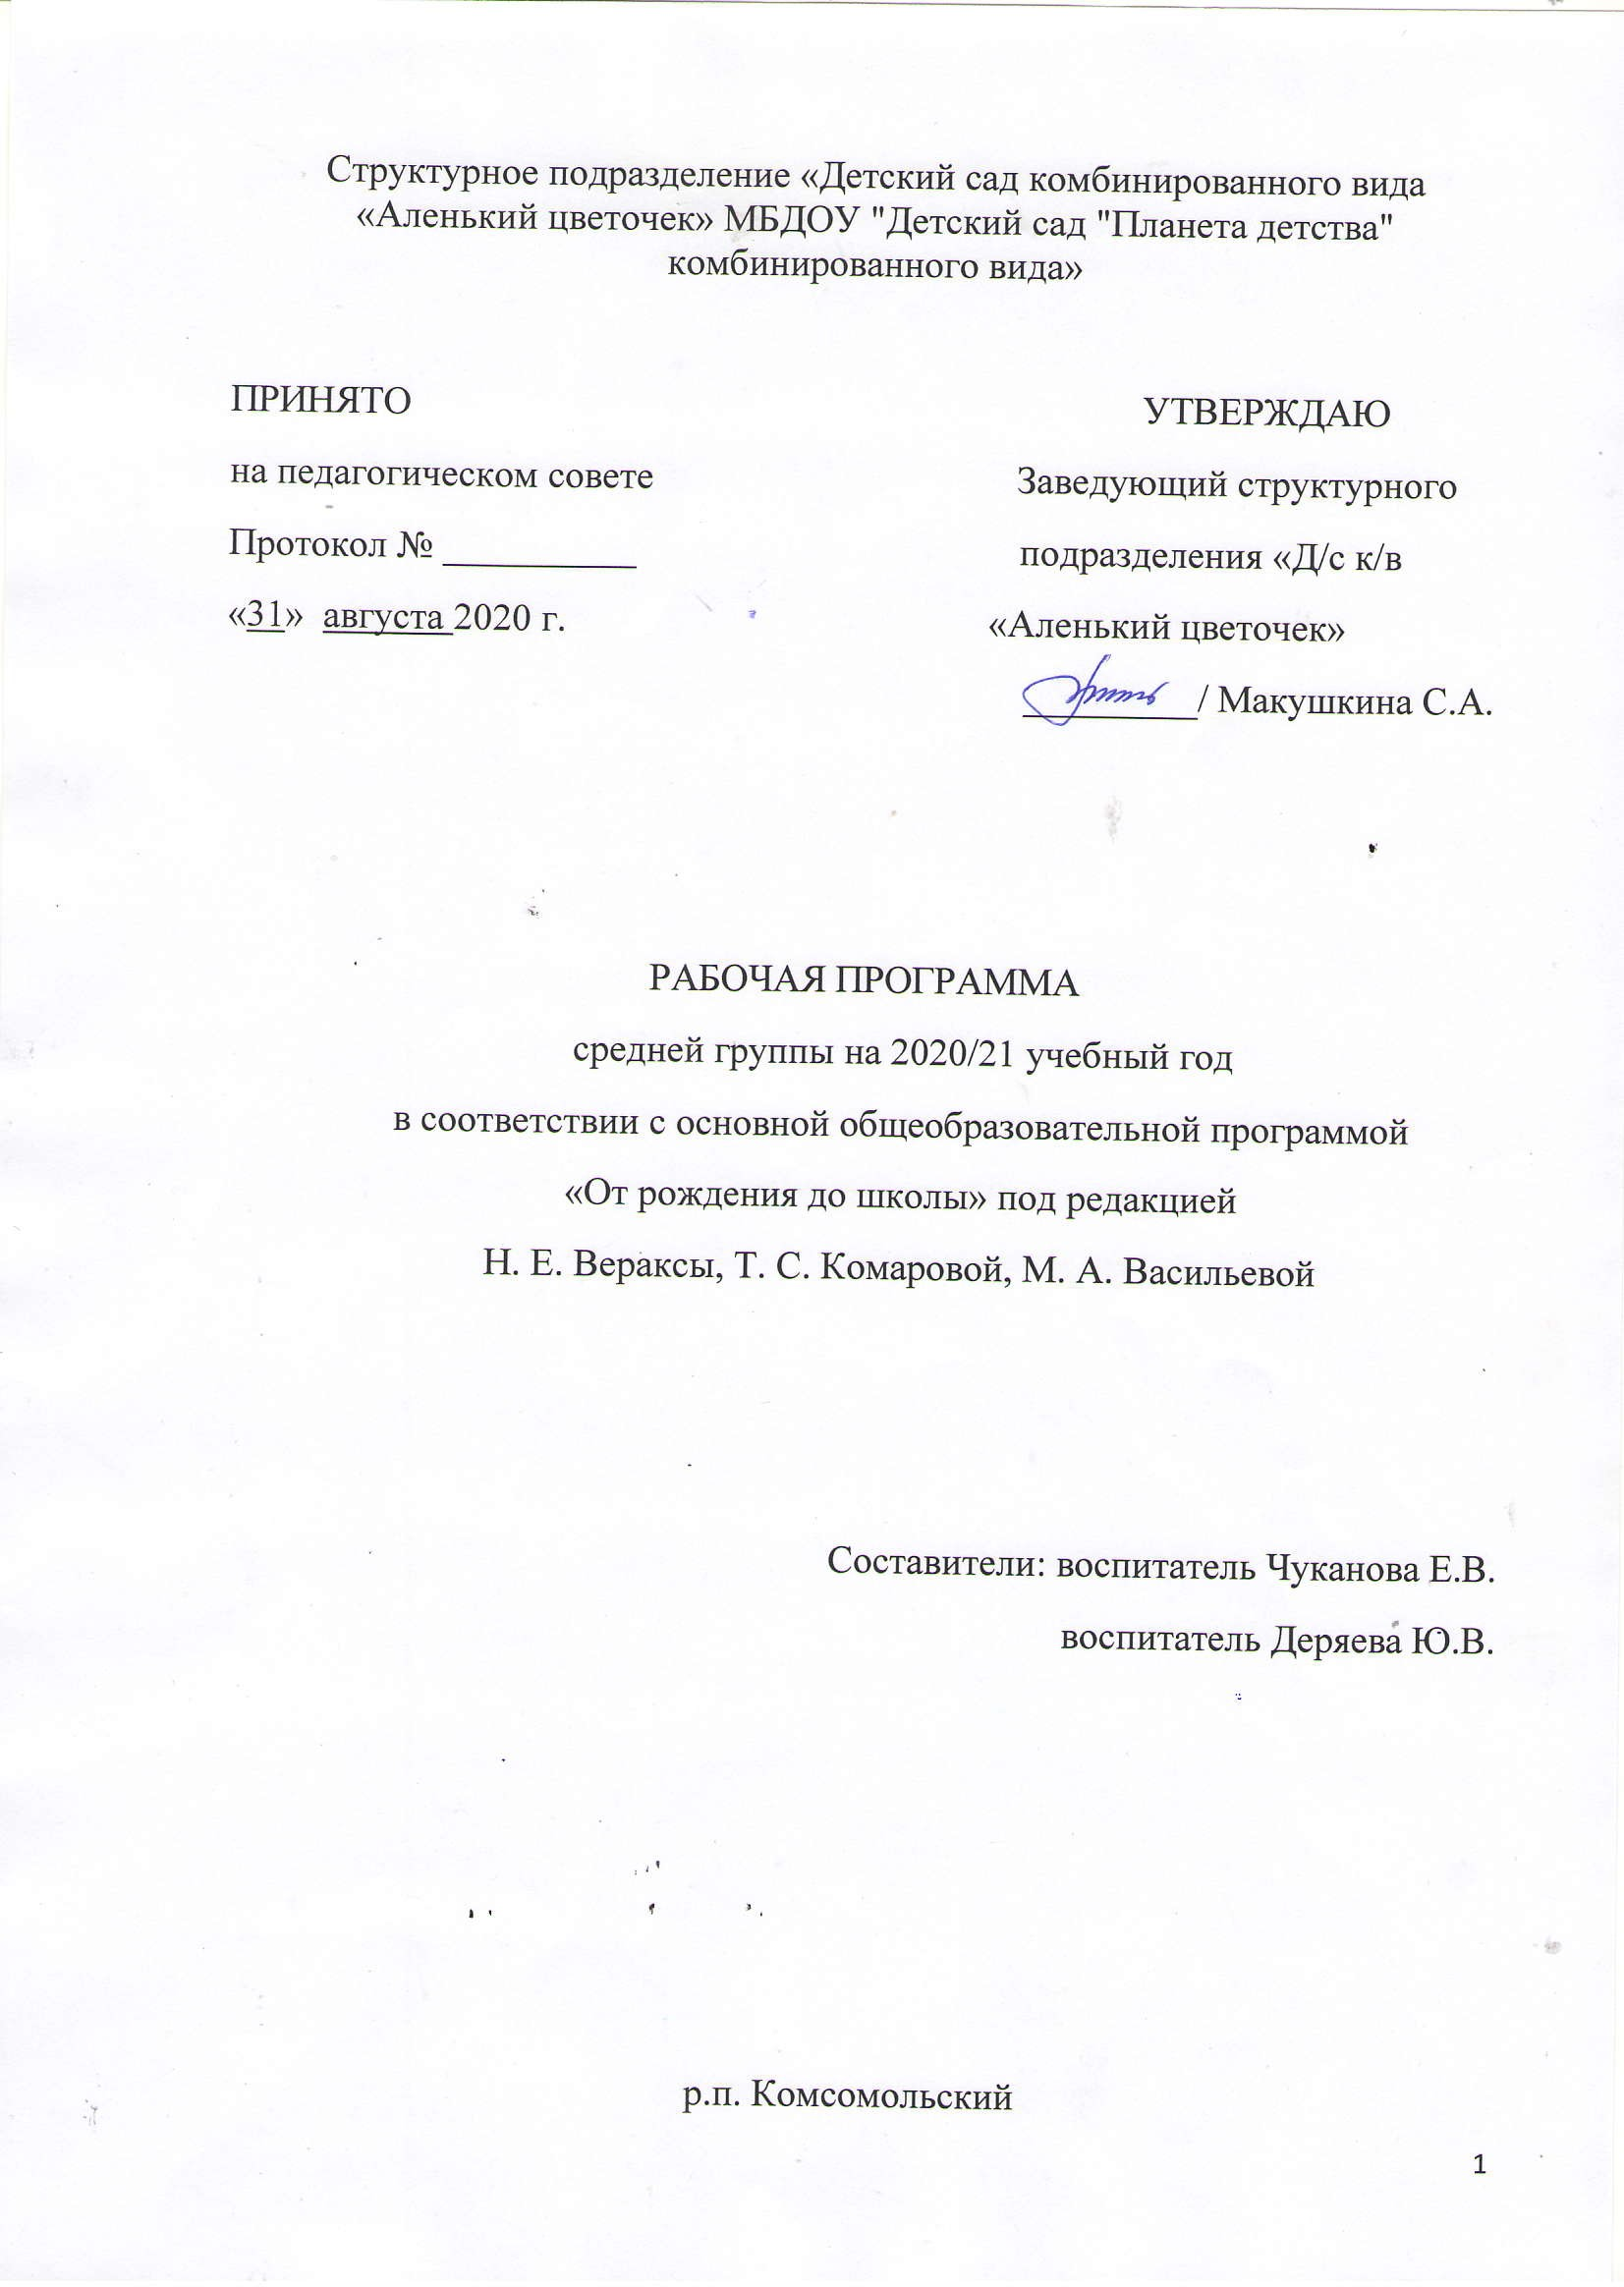 Структурное подразделение «Детский сад комбинированного вида
«Аленький цветочек» МБДОУ "Детский сад "Планета детства"
комбинированного вида»
ПРИНЯТО
на педагогическом совете
Протокол № __________
«31» августа 2020 г.
УТВЕРЖДАЮ
Заведующий структурного
подразделения «Д/с к/в
«Аленький цветочек»
_________/ Макушкина С.А.
РАБОЧАЯ ПРОГРАММА
средней группы на 2020/21 учебный год
в соответствии с основной общеобразовательной программой
«От рождения до школы» под редакцией
Н. Е. Вераксы, Т. С. Комаровой, М. А. Васильевой
Составители: воспитатель Чуканова Е.В.
воспитатель Деряева Ю.В.
р.п. Комсомольский
1